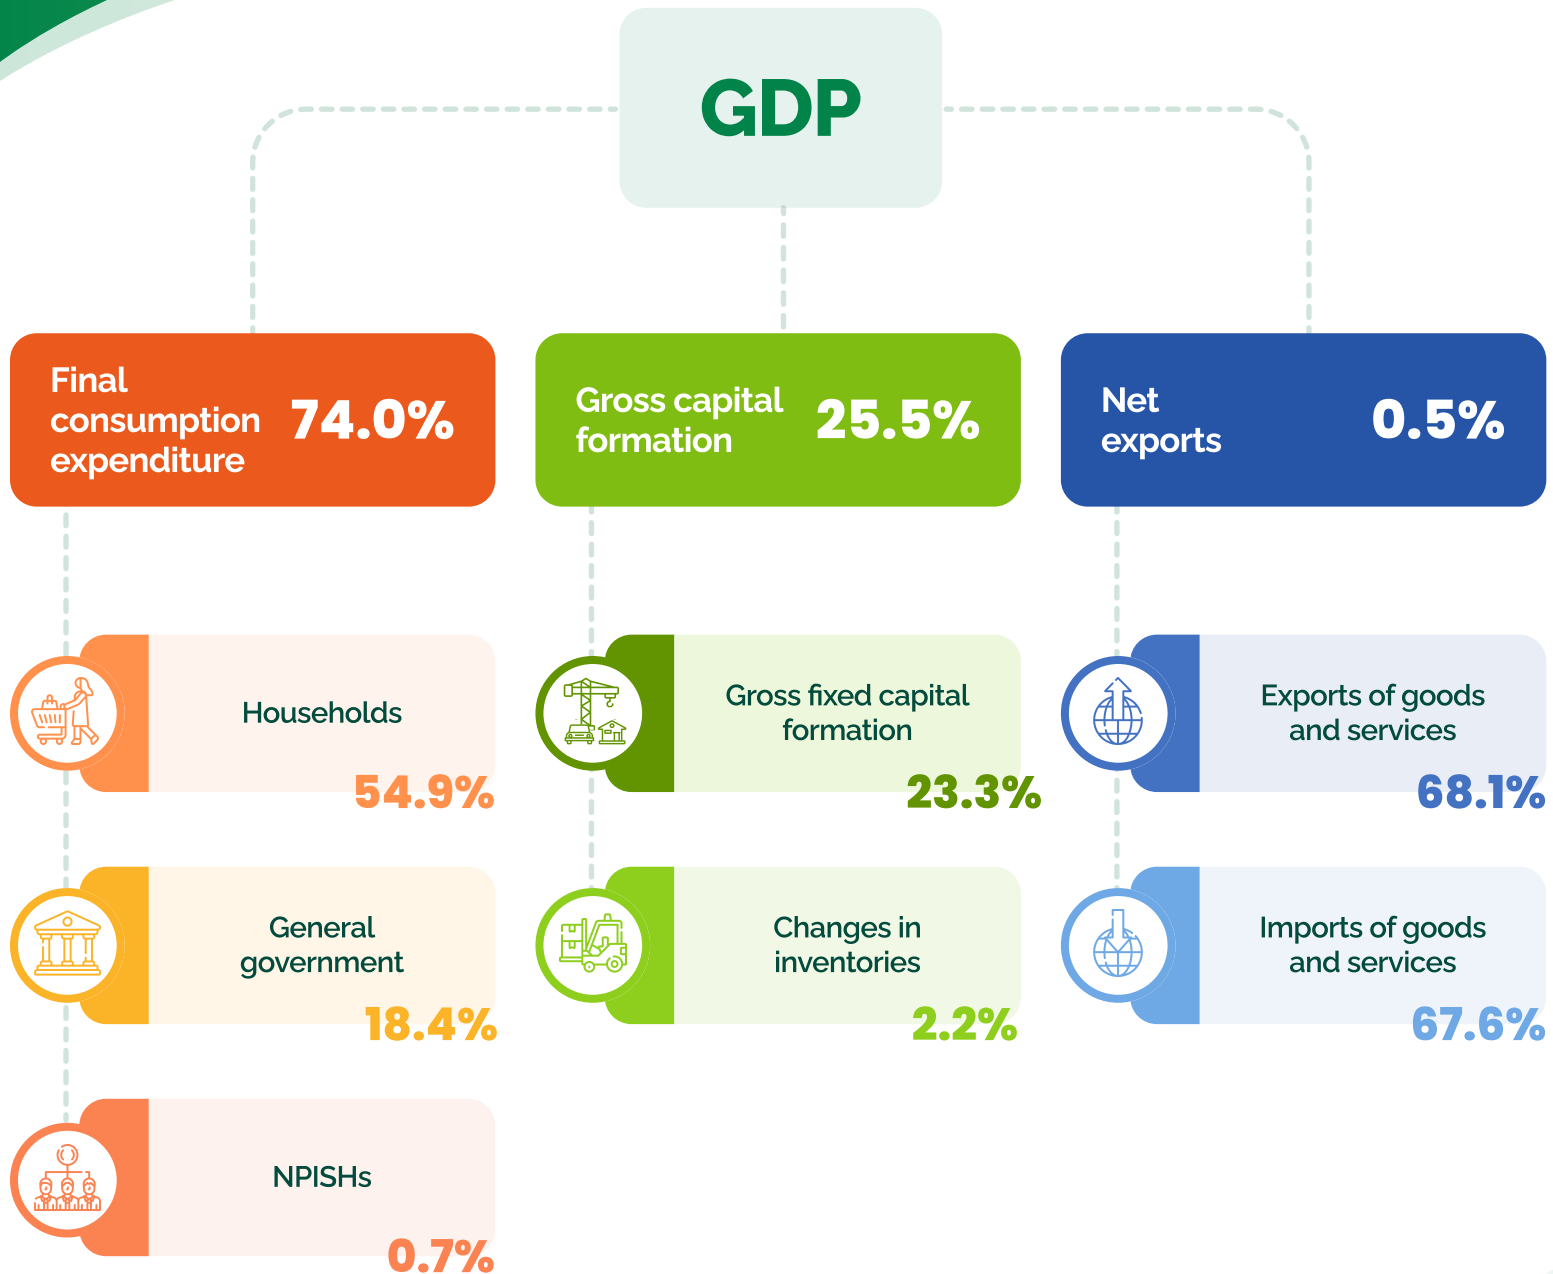 GDP
Final
consumption
expenditure
74.0%
Gross capital
formation
25.5%
Net
exports
0.5%
Households
54.9%
General
government
18.4%
NPISHs
0.7%
Gross fixed capital
formation
23.3%
Changes in
inventories
2.2%
Exports of goods
and services
68.1%
Imports of goods
and services
67.6%